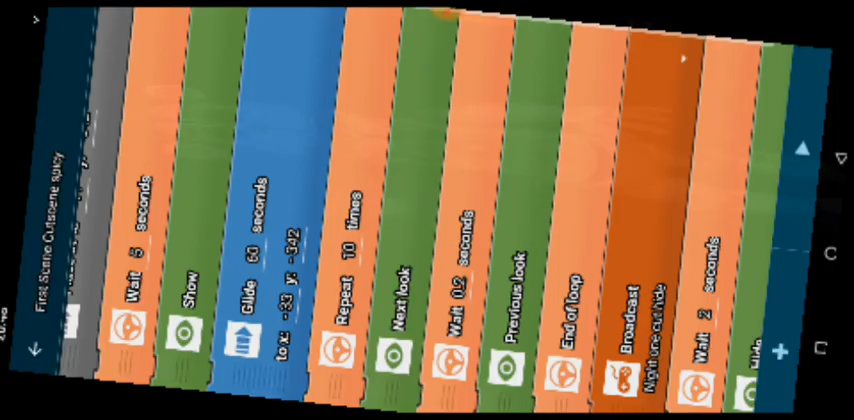 First Scene Cutscene spicy
Wait 5 seconds
Show
Glide 60 seconds
to x: -33 y: -342
Repeat 10 times
Next look
Wait 0.2 seconds
Previous look
End of loop
Broadcast
Night one cut hide
Wait 2 seconds
Hide